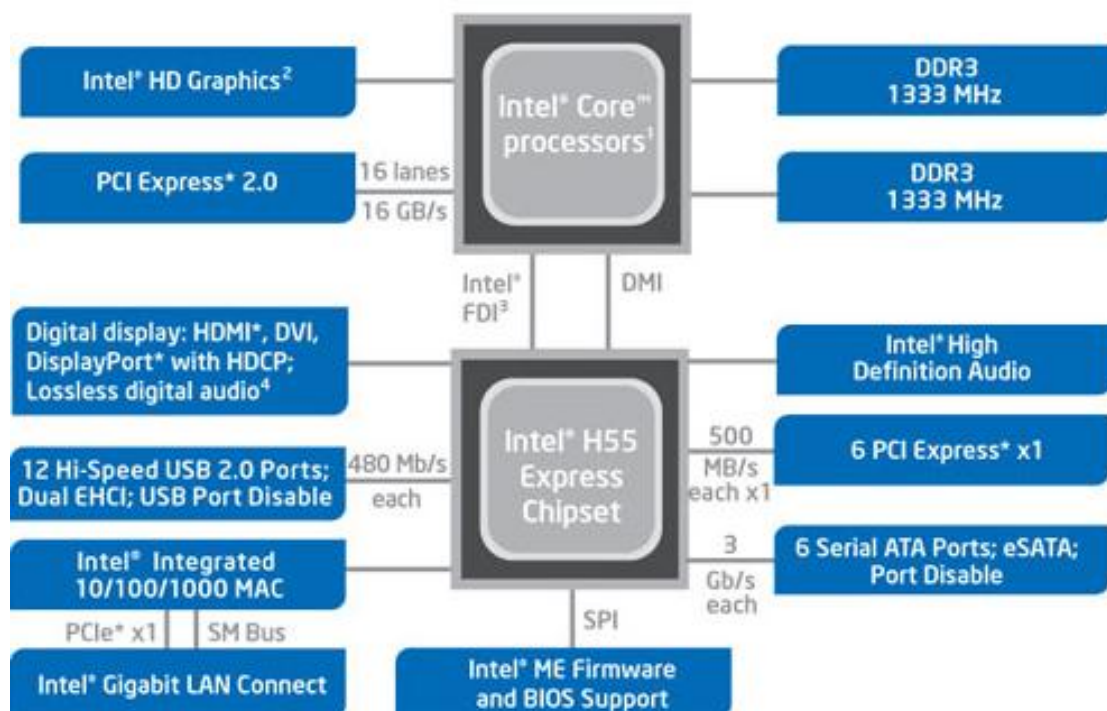 Intel® HD Graphics²
Intel® Core™
processors¹
DDR3
1333 MHz
PCI Express* 2.0
16 lanes
16 GB/s
DDR3
1333 MHz
Intel®
FDI³
DMI
Digital display: HDMI*, DVI,
DisplayPort* with HDCP;
Lossless digital audio⁴
Intel® High
Definition Audio
Intel® H55
Express
Chipset
12 Hi-Speed USB 2.0 Ports;
Dual EHCI; USB Port Disable
480 Mb/s
each
500
MB/s
each x1
6 PCI Express* x1
Intel® Integrated
10/100/1000 MAC
3
Gb/s
each
6 Serial ATA Ports; eSATA;
Port Disable
PCIe* x1
SM Bus
SPI
Intel® Gigabit LAN Connect
Intel® ME Firmware
and BIOS Support